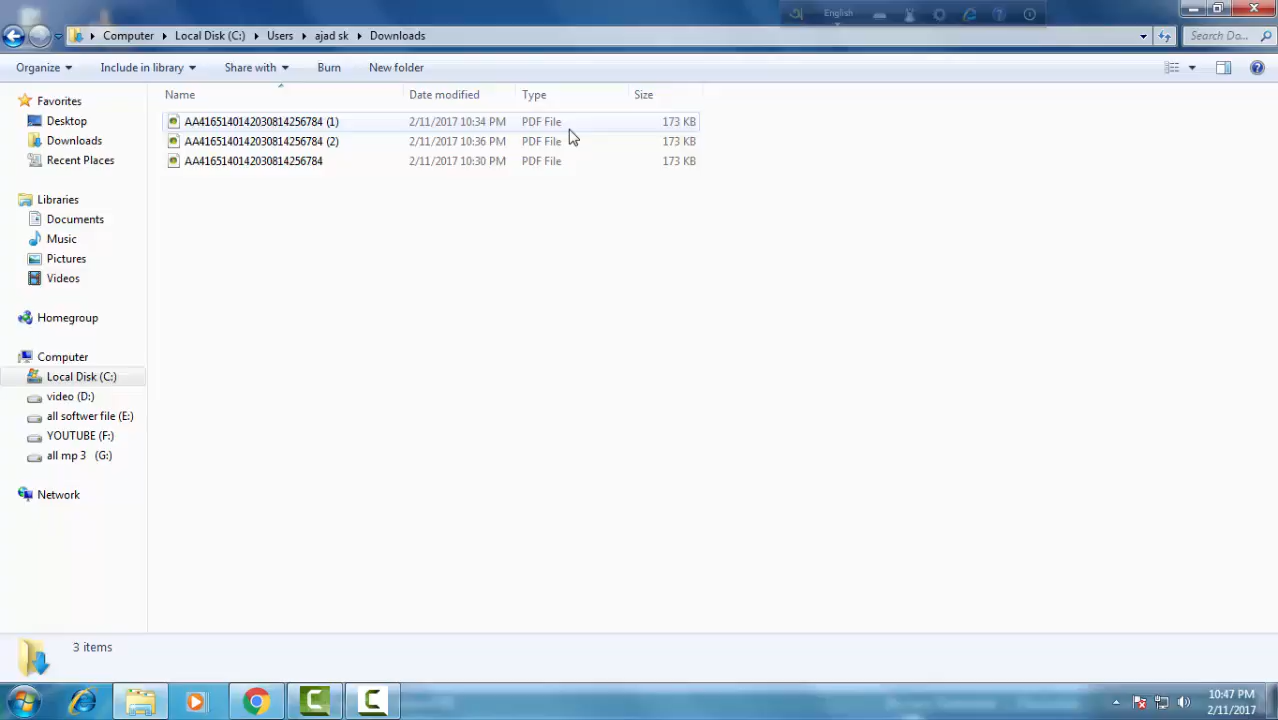 English
Computer Local Disk (C:) Users ajad sk Downloads
Search Do...
Organize Include in library Share with Burn New folder
Name Date modified Type Size
AA416514014203081425678​4 (1) 2/11/2017 10:34 PM PDF File 173 KB
AA4165140142030814256784 (2) 2/11/2017 10:36 PM PDF File 173 KB
AA4165140142030814256784 2/11/2017 10:30 PM PDF File 173 KB
Favorites
Desktop
Downloads
Recent Places
Libraries
Documents
Music
Pictures
Videos
Homegroup
Computer
Local Disk (C:)
video (D:)
all softwer file (E:)
YOUTUBE (F:)
all mp 3 (G:)
Network
3 items
10:47 PM
2/11/2017